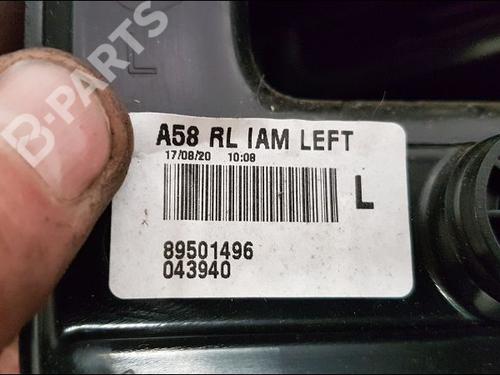 B-PARTS
L
A58 RL IAM LEFT
17/08/20 10:08
L
89501496
043940